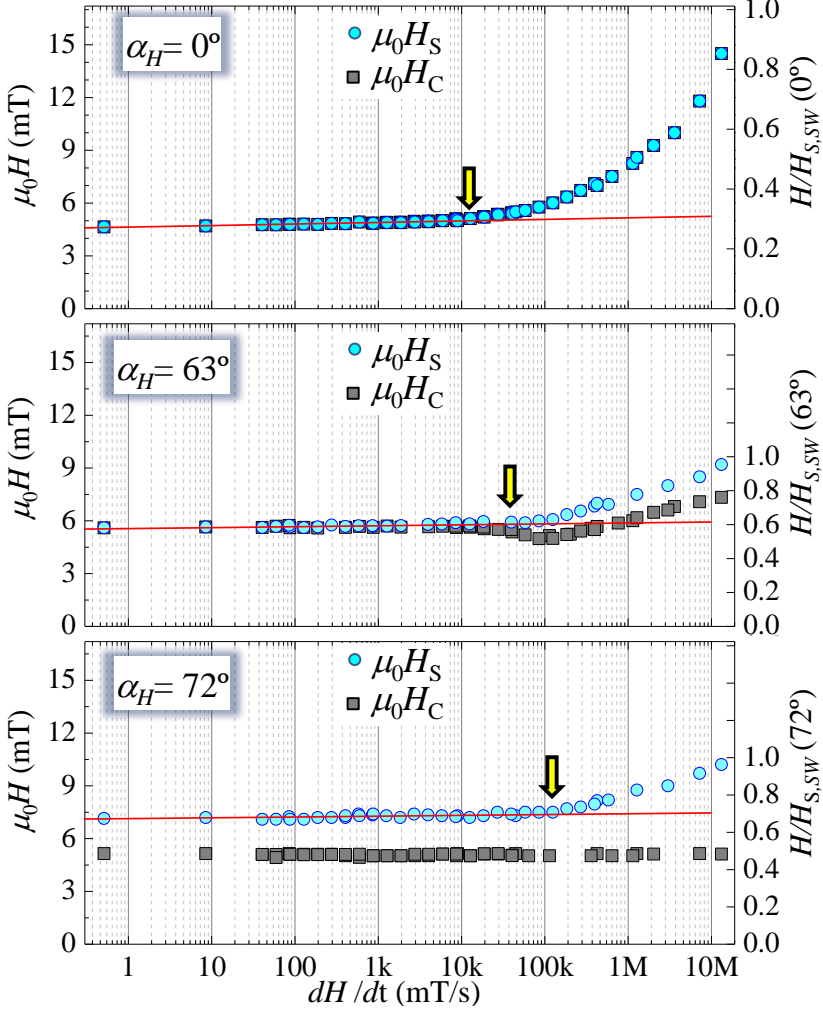 α_H = 0º
μ₀H_S
μ₀H_C
μ₀H (mT)
15
12
9
6
3
0
H/H_S,SW (0º)
1.0
0.8
0.6
0.4
0.2
0.0
α_H = 63º
μ₀H_S
μ₀H_C
μ₀H (mT)
15
12
9
6
3
0
H/H_S,SW (63º)
1.0
0.8
0.6
0.4
0.2
0.0
α_H = 72º
μ₀H_S
μ₀H_C
μ₀H (mT)
15
12
9
6
3
0
H/H_S,SW (72º)
1.0
0.8
0.6
0.4
0.2
0.0
1 10 100 1k 10k 100k 1M 10M
dH/dt (mT/s)